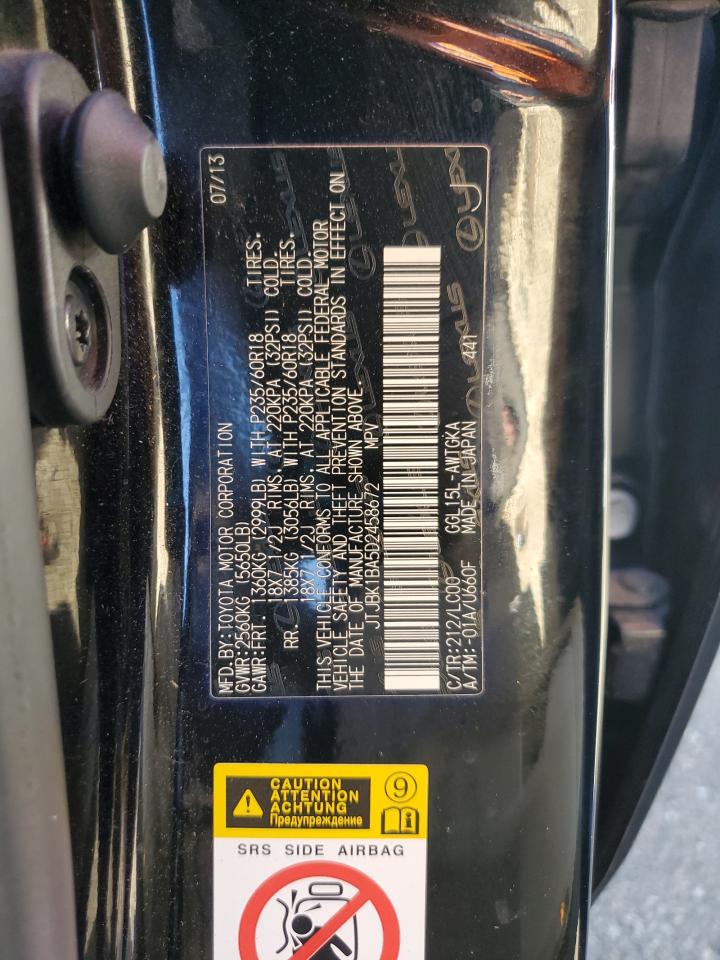 MFD.BY:TOYOTA MOTOR CORPORATION 07/13
GVWR:2560KG (5650LB)
GAWR:FRT. 1360KG (2999LB) WITH P235/60R18 TIRES.
18X7 1/2J RIMS AT 220KPA (32PSI) COLD.
RR. 1385KG (3056LB) WITH P235/60R18 TIRES.
18X7 1/2J RIMS, AT 220KPA (32PSI) COLD.
THIS VEHICLE CONFORMS TO ALL APPLICABLE FEDERAL MOTOR
VEHICLE SAFETY AND THEFT PREVENTION STANDARDS IN EFFECT ON
THE DATE OF MANUFACTURE SHOWN ABOVE.
JTJBK1BA5D2458672 MPV
C/TR:212/LC00 GGL15L-AWTGKA
A/TM:-01A/U660F MADE IN JAPAN 441
LEXUS
CAUTION
ATTENTION
ACHTUNG
Предупреждение
9
SRS SIDE AIRBAG